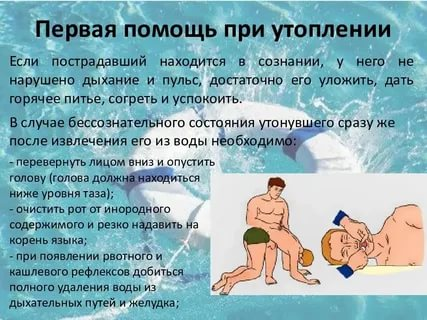 Первая помощь при утоплении
Если пострадавший находится в сознании, у него не
нарушено дыхание и пульс, достаточно его уложить, дать
горячее питье, согреть и успокоить.
В случае бессознательного состояния утонувшего сразу же
после извлечения его из воды необходимо:
- перевернуть лицом вниз и опустить
голову (голова должна находиться
ниже уровня таза);
- очистить рот от инородного
содержимого и резко надавить на
корень языка;
- при появлении рвотного и
кашлевого рефлексов добиться
полного удаления воды из
дыхательных путей и желудка;